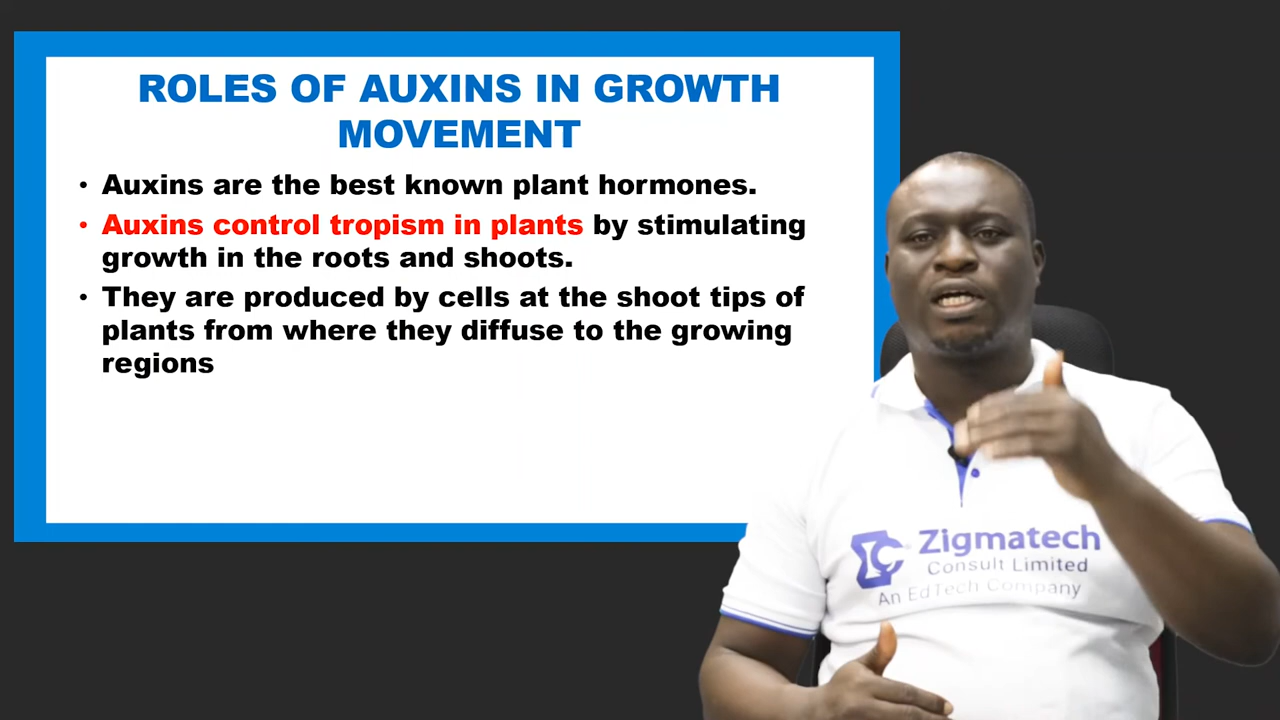 ROLES OF AUXINS IN GROWTH
MOVEMENT
• Auxins are the best known plant hormones.
• Auxins control tropism in plants by stimulating
growth in the roots and shoots.
• They are produced by cells at the shoot tips of
plants from where they diffuse to the growing
regions
Zigmatech
Consult Limited
An EdTech Company